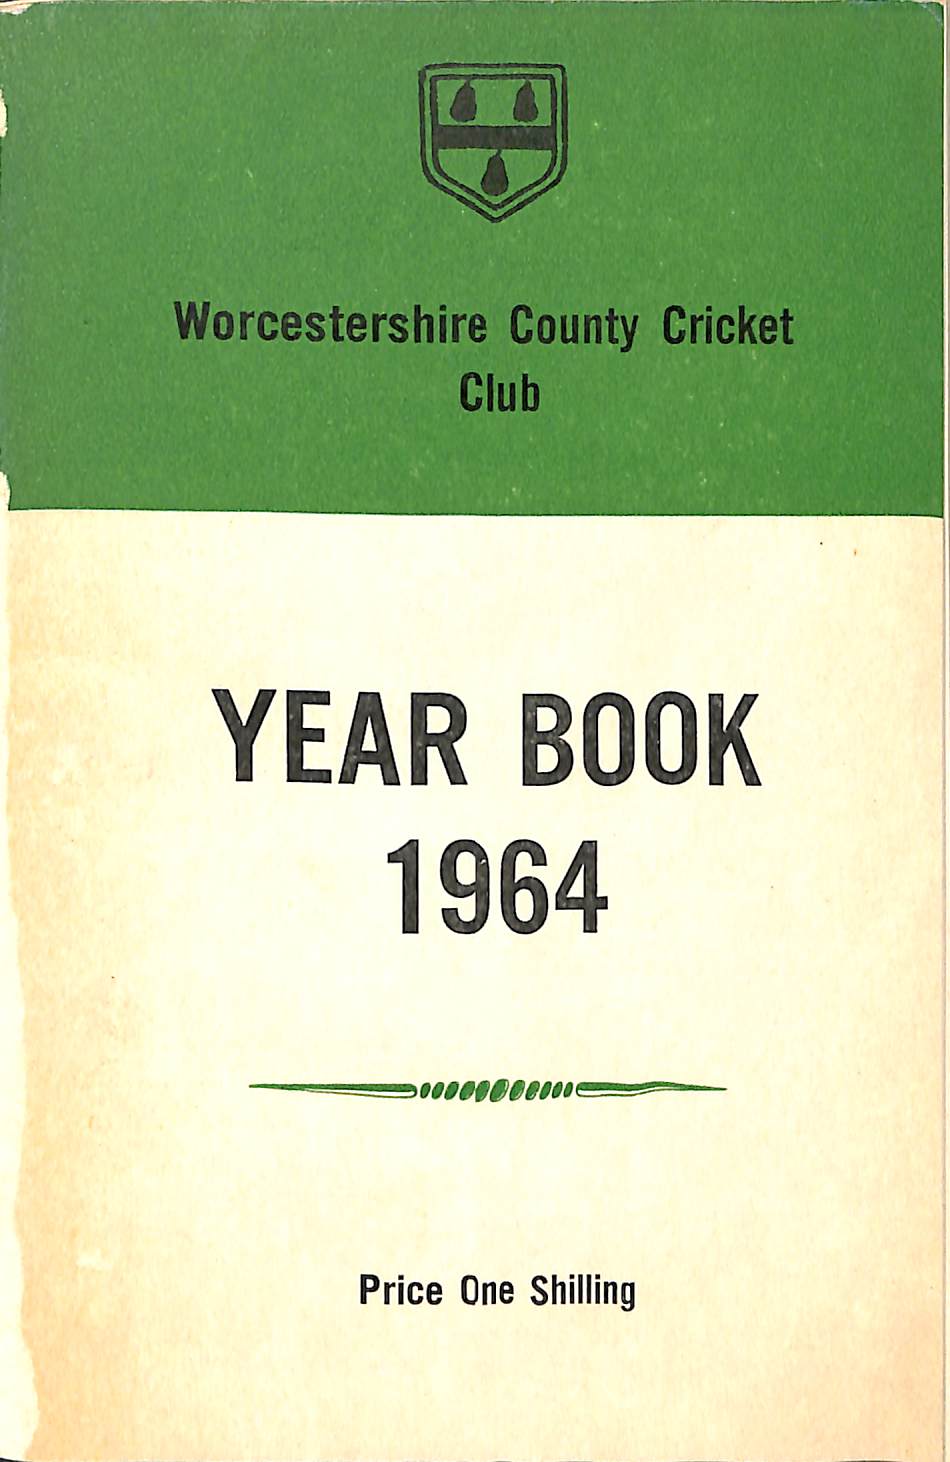 Worcestershire County Cricket
Club
YEAR BOOK
1964
Price One Shilling